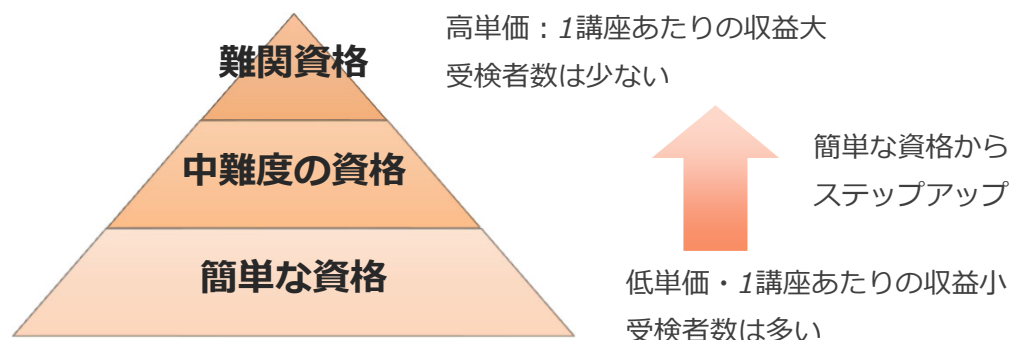 難関資格
中難度の資格
簡単な資格
高単価：1講座あたりの収益大
受検者数は少ない
簡単な資格から
ステップアップ
低単価・1講座あたりの収益小
受検者数は多い